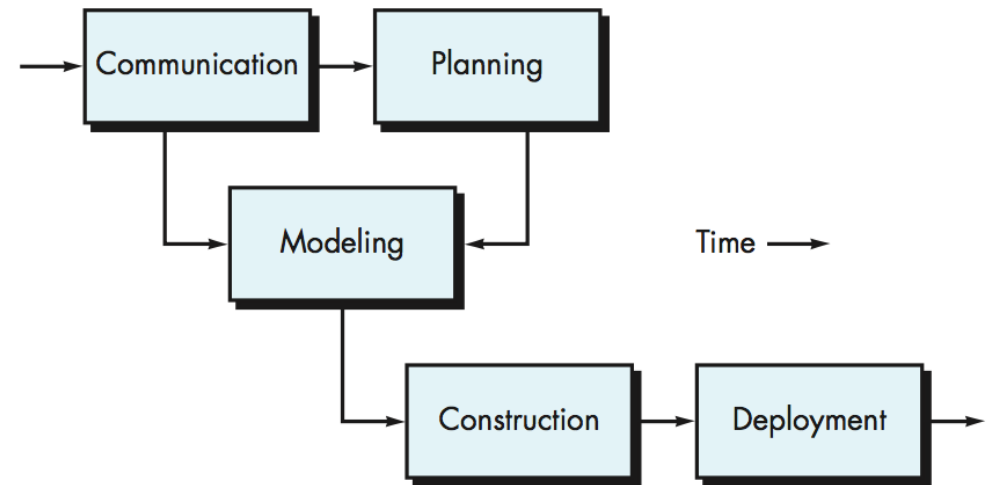 Communication
Planning
Modeling
Time
Construction
Deployment